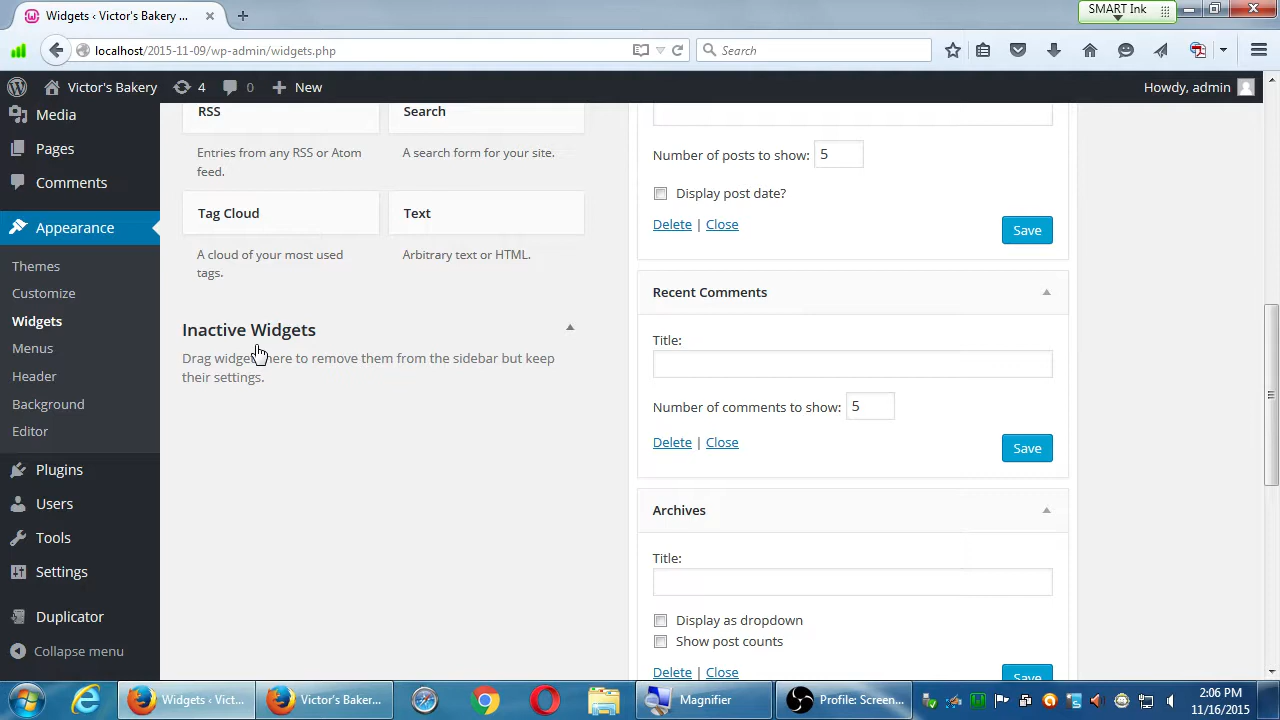 Widgets ‹ Victor's Bakery ...
SMART Ink
localhost/2015-11-09/wp-admin/widgets.php
Search
Victor's Bakery
4
0
New
Howdy, admin
Media
Pages
Comments
Appearance
Themes
Customize
Widgets
Menus
Header
Background
Editor
Plugins
Users
Tools
Settings
Duplicator
Collapse menu
RSS
Search
Entries from any RSS or Atom
feed.
A search form for your site.
Tag Cloud
Text
A cloud of your most used
tags.
Arbitrary text or HTML.
Inactive Widgets
Drag widgets here to remove them from the sidebar but keep
their settings.
Number of posts to show: 5
Display post date?
Delete | Close
Save
Recent Comments
Title:
Number of comments to show: 5
Delete | Close
Save
Archives
Title:
Display as dropdown
Show post counts
Delete | Close
Save
Widgets ‹ Vict...
Victor's Baker...
Magnifier
Profile: Screen...
2:06 PM
11/16/2015